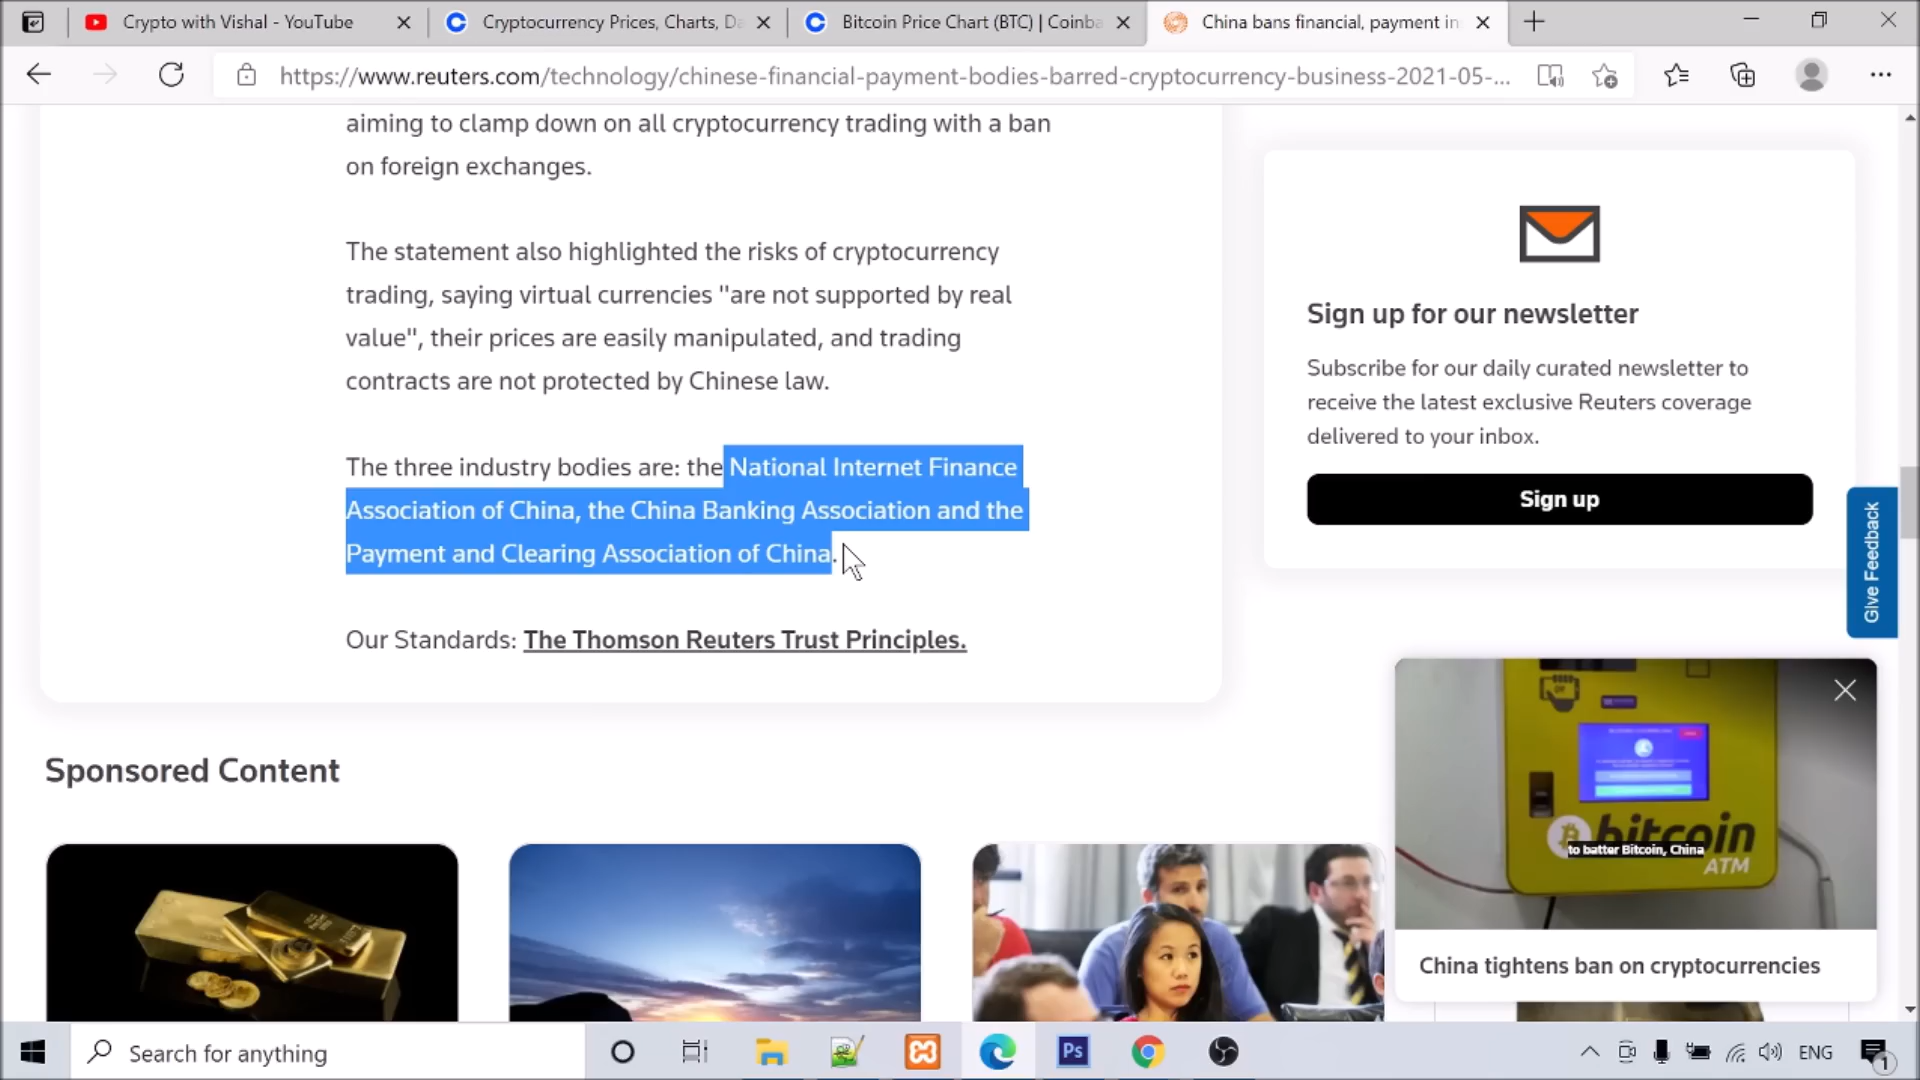 Crypto with Vishal - YouTube
Cryptocurrency Prices, Charts, Da
Bitcoin Price Chart (BTC) | Coinba
China bans financial, payment in
https://www.reuters.com/technology/chinese-financial-payment-bodies-barred-cryptocurrency-business-2021-05-...
aiming to clamp down on all cryptocurrency trading with a ban
on foreign exchanges.
The statement also highlighted the risks of cryptocurrency
trading, saying virtual currencies "are not supported by real
value", their prices are easily manipulated, and trading
contracts are not protected by Chinese law.
The three industry bodies are: the National Internet Finance
Association of China, the China Banking Association and the
Payment and Clearing Association of China.
Our Standards: The Thomson Reuters Trust Principles.
Sign up for our newsletter
Subscribe for our daily curated newsletter to
receive the latest exclusive Reuters coverage
delivered to your inbox.
Sign up
Give Feedback
Sponsored Content
bitcoin
to batter Bitcoin, China
ATM
China tightens ban on cryptocurrencies
Search for anything
Ps
ENG
1